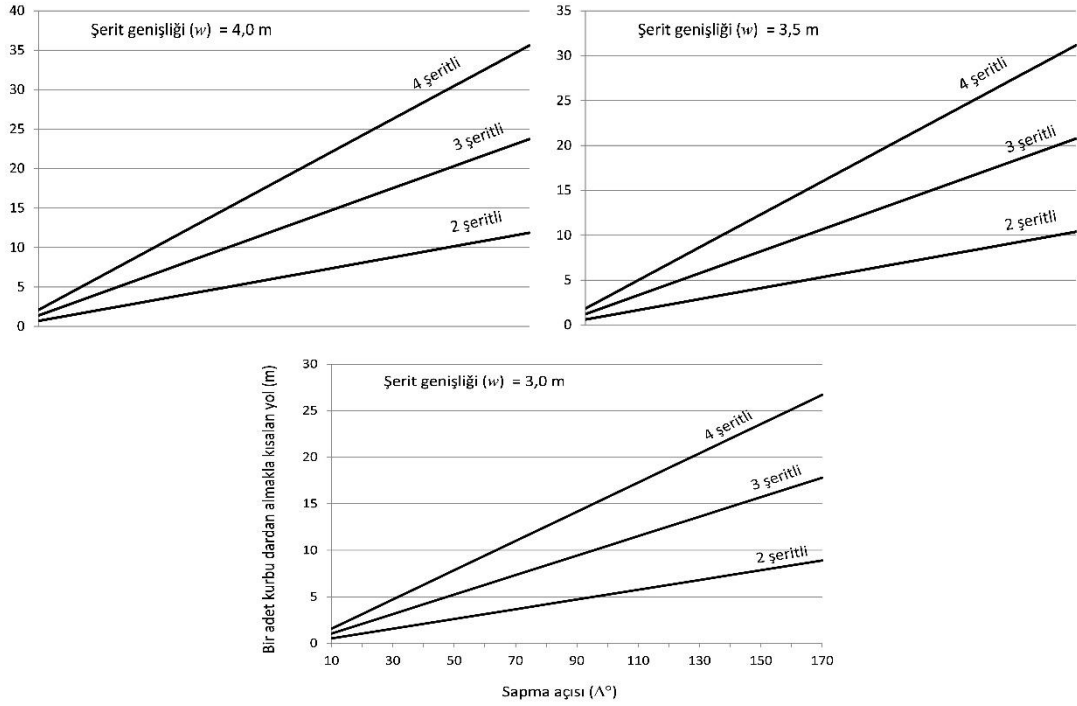 Şerit genişliği (w) = 4,0 m
40
35
30
25
20
15
10
5
0
4 şeritli
3 şeritli
2 şeritli
Şerit genişliği (w) = 3,5 m
35
30
25
20
15
10
5
0
4 şeritli
3 şeritli
2 şeritli
Şerit genişliği (w) = 3,0 m
Bir adet kurbu dardan almakla kısalan yol (m)
30
25
20
15
10
5
0
4 şeritli
3 şeritli
2 şeritli
10 30 50 70 90 110 130 150 170
Sapma açısı (Δ°)